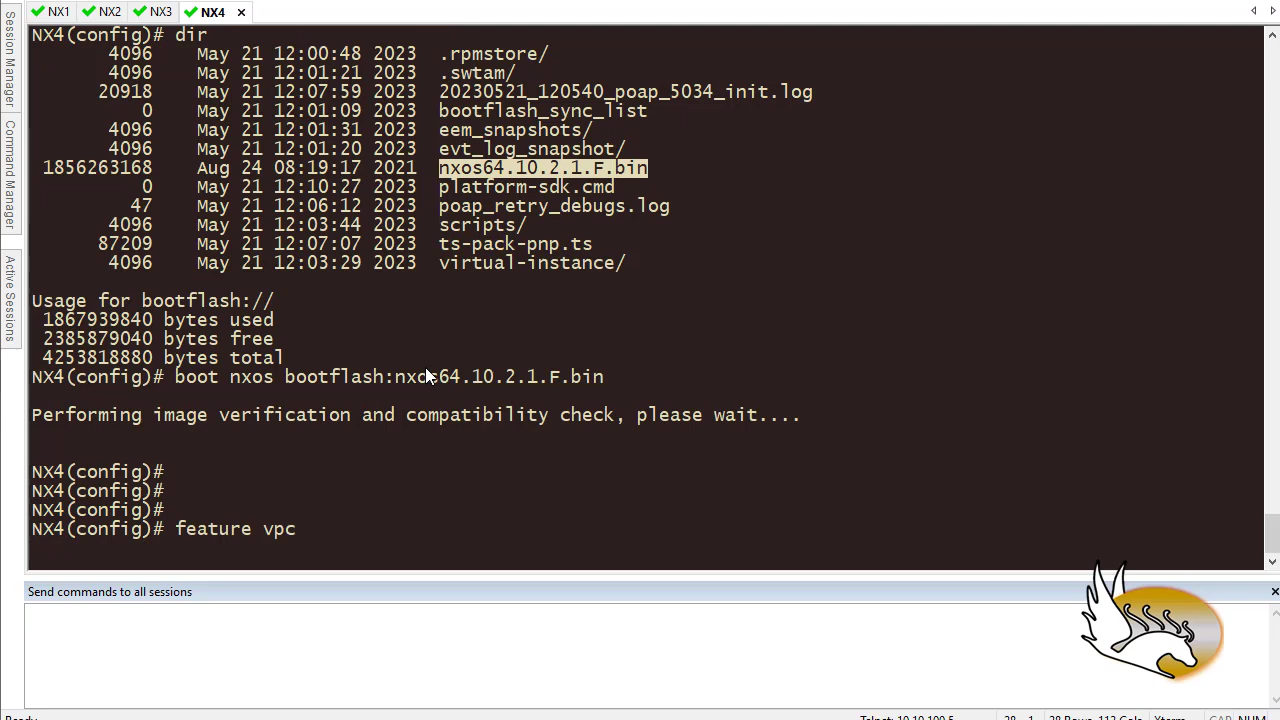 NX1 NX2 NX3 NX4
Session Manager
Command Manager
Active Sessions
NX4(config)# dir
4096 May 21 12:00:48 2023 .rpmstore/
4096 May 21 12:01:21 2023 .swtam/
20918 May 21 12:07:59 2023 20230521_120540_poap_5034_init.log
0 May 21 12:01:09 2023 bootflash_sync_list
4096 May 21 12:01:31 2023 eem_snapshots/
4096 May 21 12:01:20 2023 evt_log_snapshot/
1856263168 Aug 24 08:19:17 2021 nxos64.10.2.1.F.bin
0 May 21 12:10:27 2023 platform-sdk.cmd
47 May 21 12:06:12 2023 poap_retry_debugs.log
4096 May 21 12:03:44 2023 scripts/
87209 May 21 12:07:07 2023 ts-pack-pnp.ts
4096 May 21 12:03:29 2023 virtual-instance/
Usage for bootflash://
1867939840 bytes used
2385879040 bytes free
4253818880 bytes total
NX4(config)# boot nxos bootflash:nxos64.10.2.1.F.bin
Performing image verification and compatibility check, please wait....
NX4(config)#
NX4(config)#
NX4(config)#
NX4(config)# feature vpc
Send commands to all sessions